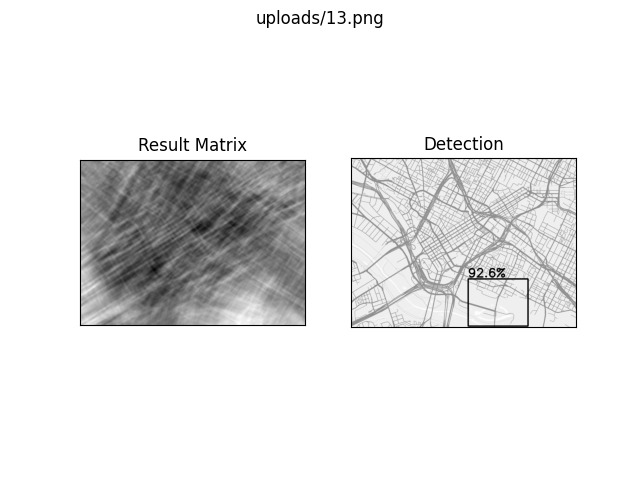 uploads/13.png
Result Matrix
Detection
92.6%